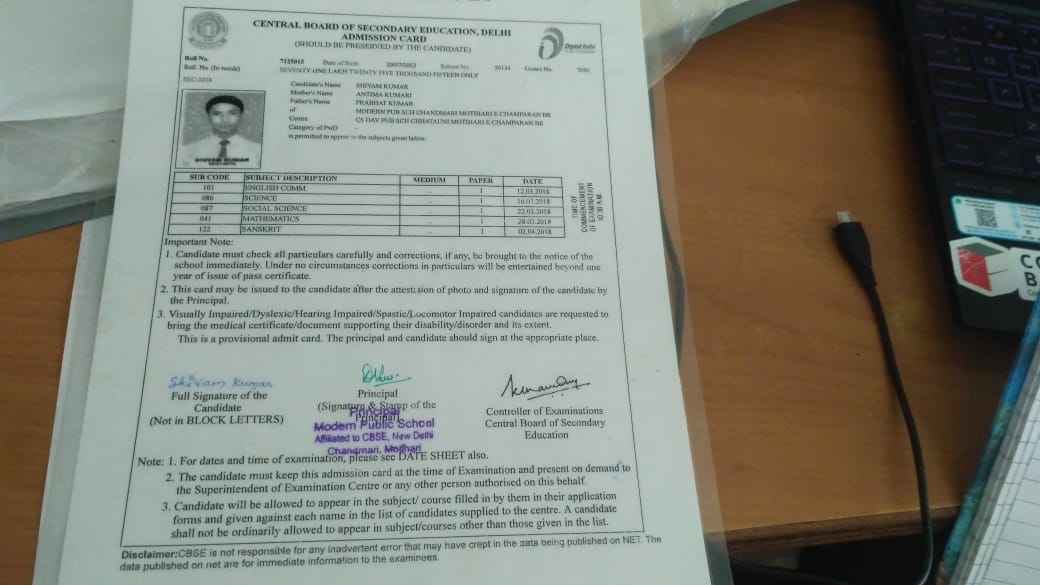 CENTRAL BOARD OF SECONDARY EDUCATION, DELHI
ADMISSION CARD
(SHOULD BE PRESERVED BY THE CANDIDATE)
Digital India
Roll No. 7125015 Date of Birth 20/07/2003 School No. Centre No.
Roll. No. (In words) SEVENTY ONE LAKH TWENTY FIVE THOUSAND FIFTEEN ONLY
SEC-2018
Candidate's Name SHIVAM KUMAR
Mother's Name ANTIMA KUMARI
Father's Name PRABHAT KUMAR
of MODERN PUB SCH CHANDMARI MOTIHARI E CHAMPARAN BR
Centre CS DAV PUB SCH CHHATAUNI MOTIHARI E CHAMPARAN BR
Category of PwD -
is permitted to appear in the subjects given below:
SHIVAM KUMAR
SUB CODE SUBJECT DESCRIPTION MEDIUM PAPER DATE
101 ENGLISH COMM. ... 1 12.03.2018
086 SCIENCE ... 1 16.03.2018
087 SOCIAL SCIENCE ... 1 22.03.2018
041 MATHEMATICS ... 1 28.03.2018
122 SANSKRIT ... 1 02.04.2018
TIME OF
COMMENCEMENT
OF EXAMINATION
10.30 A.M.
Important Note:
1. Candidate must check all particulars carefully and corrections, if any, be brought to the notice of the
school immediately. Under no circumstances corrections in particulars will be entertained beyond one
year of issue of pass certificate.
2. This card may be issued to the candidate after the attestation of photo and signature of the candidate by
the Principal.
3. Visually Impaired/Dyslexic/Hearing Impaired/Spastic/Locomotor Impaired candidates are requested to
bring the medical certificate/document supporting their disability/disorder and its extent.
This is a provisional admit card. The principal and candidate should sign at the appropriate place.
Shivam Kumar
Full Signature of the
Candidate
(Not in BLOCK LETTERS)
Principal
(Signature & Stamp of the
Principal)
Principal
Modern Public School
Affiliated to CBSE, New Delhi
Chandmari, Motihari
Controller of Examinations
Central Board of Secondary
Education
Note: 1. For dates and time of examination, please see DATE SHEET also.
2. The candidate must keep this admission card at the time of Examination and present on demand to
the Superintendent of Examination Centre or any other person authorised on this behalf.
3. Candidate will be allowed to appear in the subject/ course filled in by them in their application
forms and given against each name in the list of candidates supplied to the centre. A candidate
shall not be ordinarily allowed to appear in subject/courses other than those given in the list.
Disclaimer:CBSE is not responsible for any inadvertent error that may have crept in the data being published on NET. The
data published on net are for immediate information to the examinees.